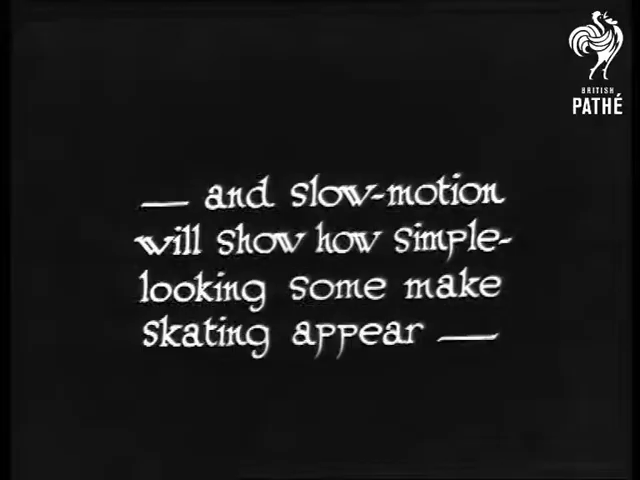 BRITISH
PATHÉ
— and slow-motion
will show how simple-
looking some make
skating appear —